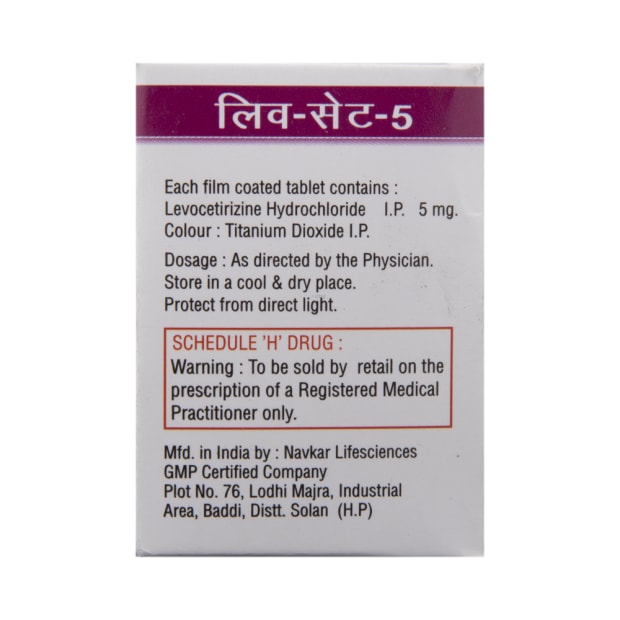 लिव-सेट-5
Each film coated tablet contains :
Levocetirizine Hydrochloride I.P. 5 mg.
Colour : Titanium Dioxide I.P.
Dosage : As directed by the Physician.
Store in a cool & dry place.
Protect from direct light.
SCHEDULE 'H' DRUG :
Warning : To be sold by retail on the
prescription of a Registered Medical
Practitioner only.
Mfd. in India by : Navkar Lifesciences
GMP Certified Company
Plot No. 76, Lodhi Majra, Industrial
Area, Baddi, Distt. Solan (H.P)